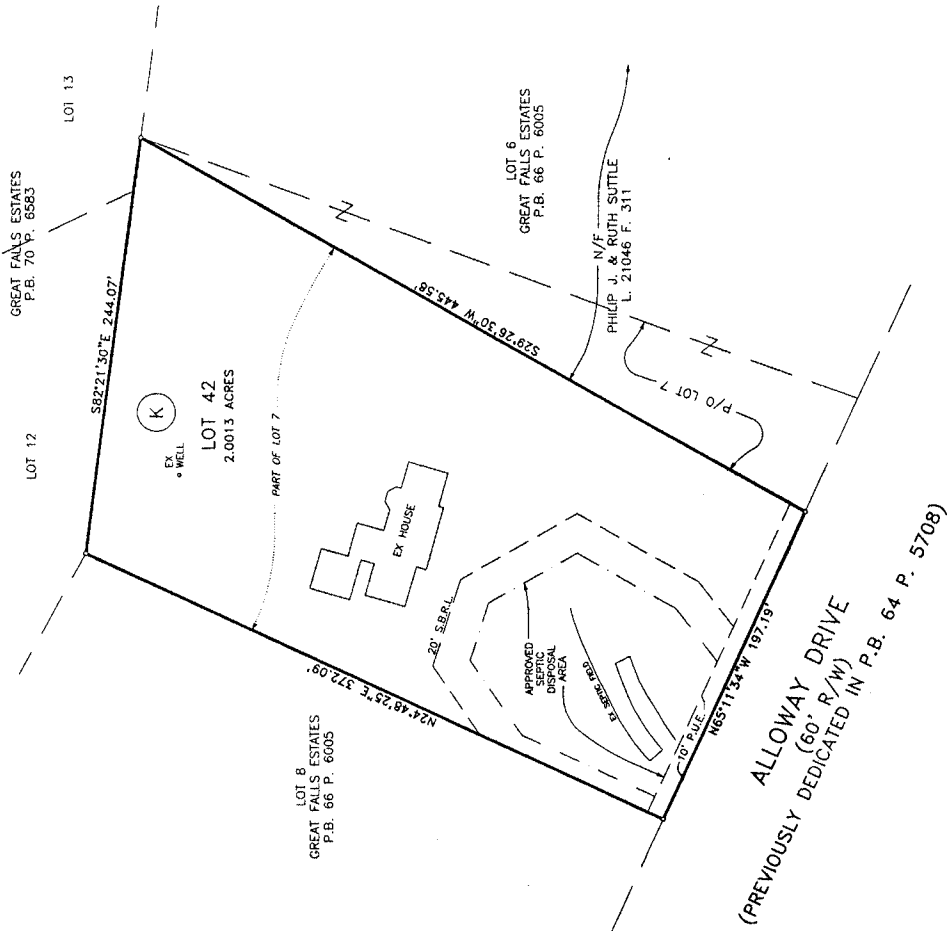 LOT 13
GREAT FALLS ESTATES
P.B. 70 P. 6583
S82°21'30"E 244.07'
LOT 12
K
EX
WELL
LOT 42
2.0013 ACRES
PART OF LOT 7
LOT 6
GREAT FALLS ESTATES
P.B. 66 P. 6005
N/F
PHILIP J. & RUTH SUTTLE
L. 21046 F. 311
S29°26'30"W 445.58'
P/O LOT 7
EX HOUSE
20' S.B.R.L.
APPROVED
SEPTIC
DISPOSAL
AREA
EX SEPTIC FIELD
N24°48'25"E 372.09'
LOT 8
GREAT FALLS ESTATES
P.B. 66 P. 6005
10' P.U.E.
N65°11'34"W 197.19'
ALLOWAY DRIVE
(60' R/W)
(PREVIOUSLY DEDICATED IN P.B. 64 P. 5708)